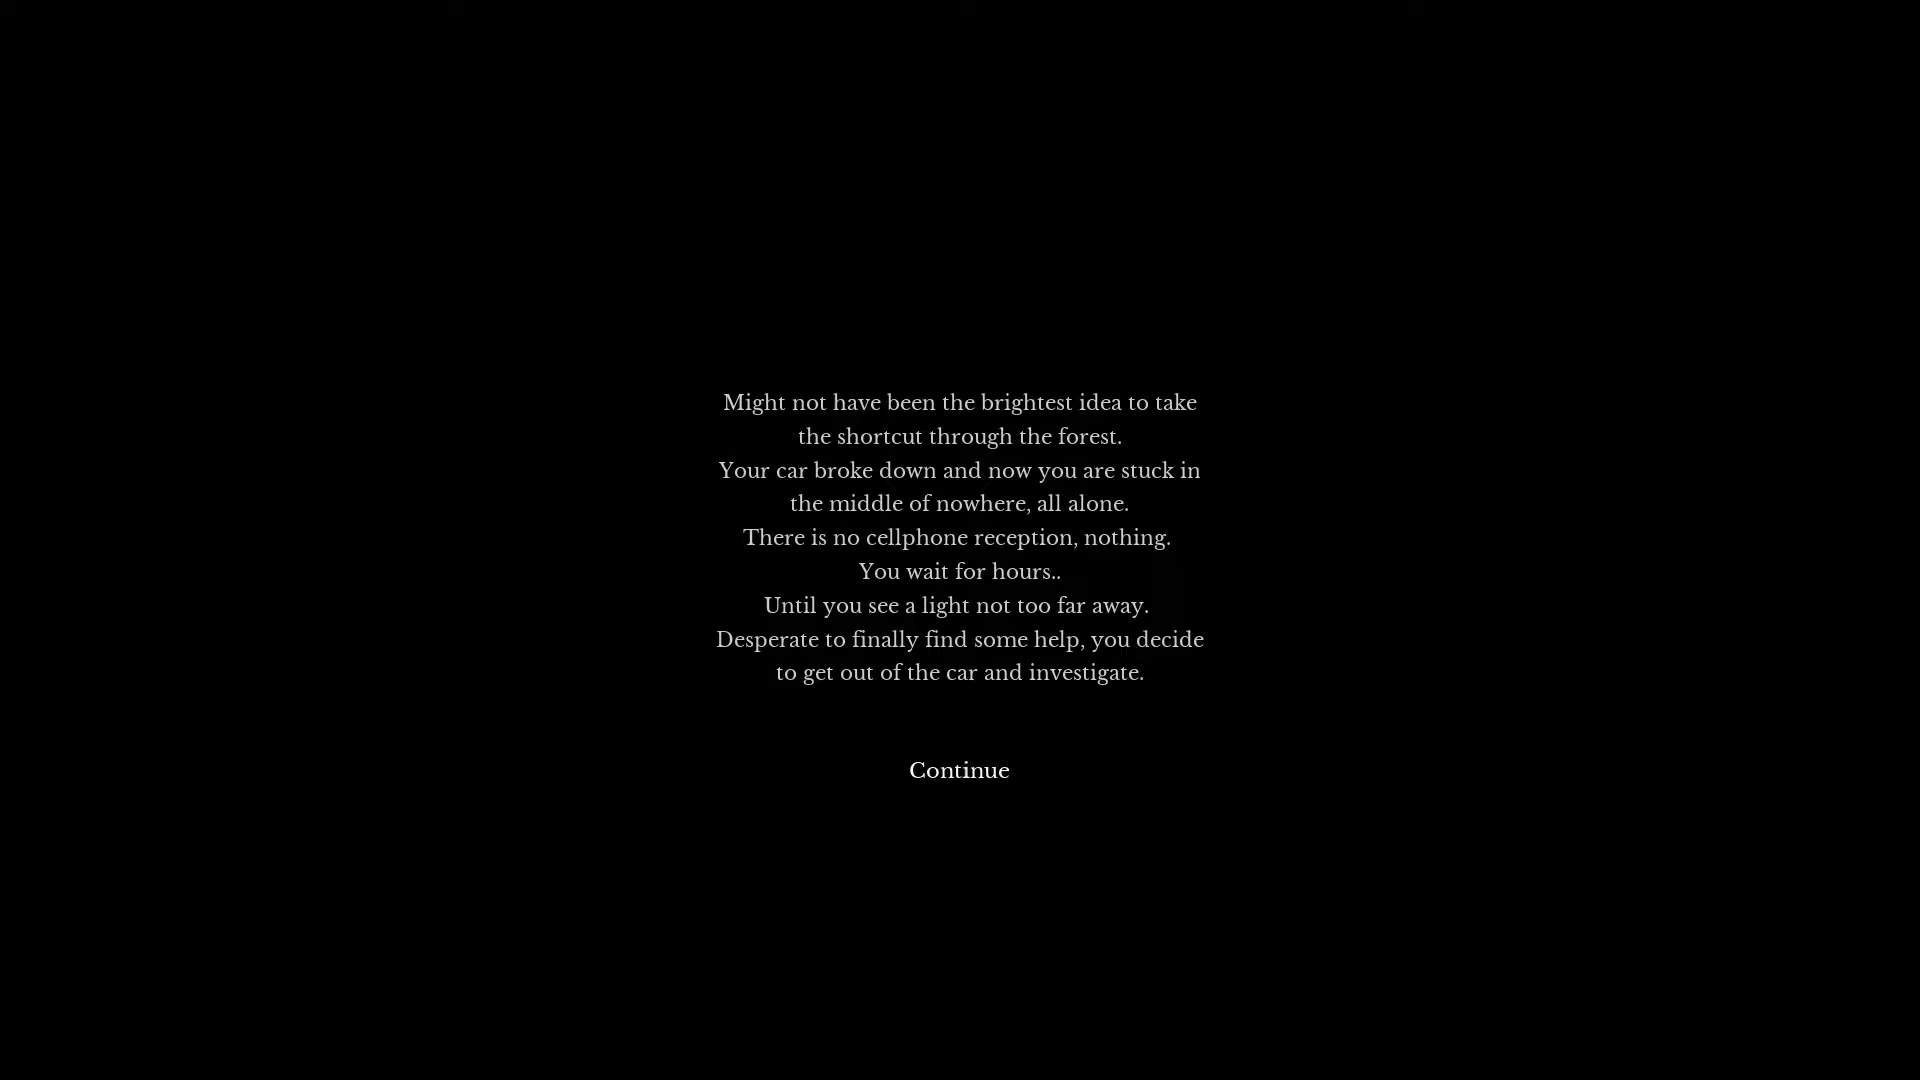 Might not have been the brightest idea to take
the shortcut through the forest.
Your car broke down and now you are stuck in
the middle of nowhere, all alone.
There is no cellphone reception, nothing.
You wait for hours..
Until you see a light not too far away.
Desperate to finally find some help, you decide
to get out of the car and investigate.
Continue